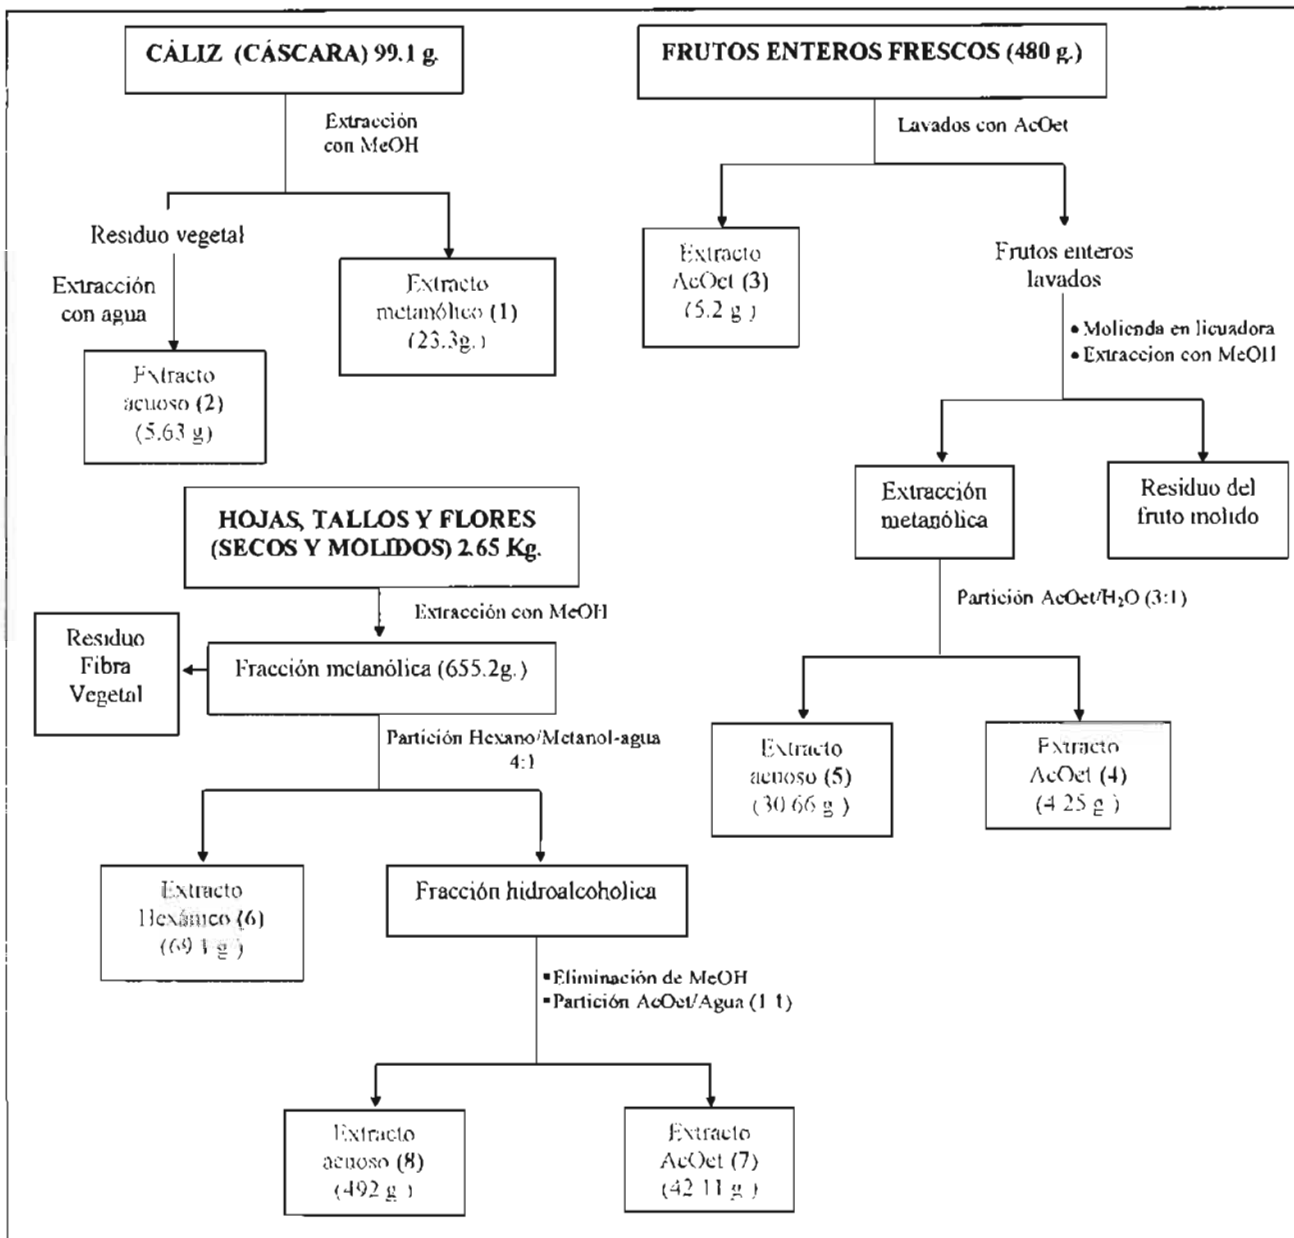 CÁLIZ (CÁSCARA) 99.1 g.
Extracción
con MeOH
Residuo vegetal
Extracción
con agua
Extracto
metanólico (1)
(23.3g.)
Extracto
acuoso (2)
(5.63 g)
FRUTOS ENTEROS FRESCOS (480 g.)
Lavados con AcOet
Extracto
AcOet (3)
(5.2 g )
Frutos enteros
lavados
• Molienda en licuadora
• Extraccion con MeOH
Extracción
metanólica
Residuo del
fruto molido
Partición AcOet/H₂O (3:1)
Extracto
acuoso (5)
(30 66 g )
Extracto
AcOet (4)
(4 25 g )
HOJAS, TALLOS Y FLORES
(SECOS Y MOLIDOS) 2.65 Kg.
Extracción con MeOH
Residuo
Fibra
Vegetal
Fracción metanólica (655.2g.)
Partición Hexano/Metanol-agua
4:1
Extracto
Hexánico (6)
(69 1 g )
Fracción hidroalcoholica
▪ Eliminación de MeOH
▪ Partición AcOet/Agua (1 1)
Extracto
acuoso (8)
(492 g )
Extracto
AcOet (7)
(42 11 g )